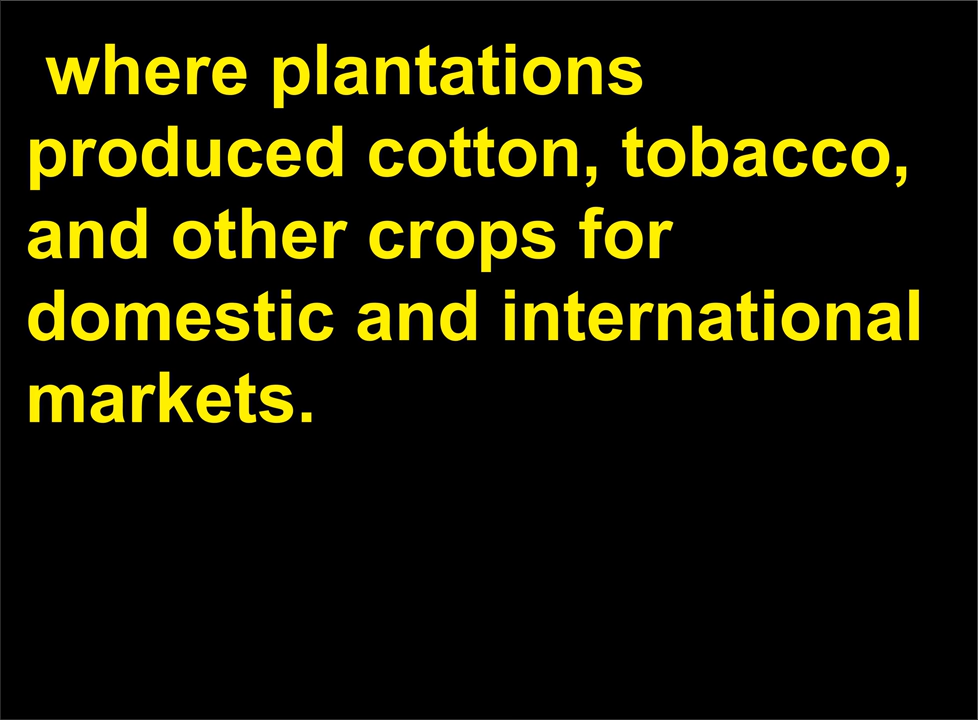 where plantations
produced cotton, tobacco,
and other crops for
domestic and international
markets.